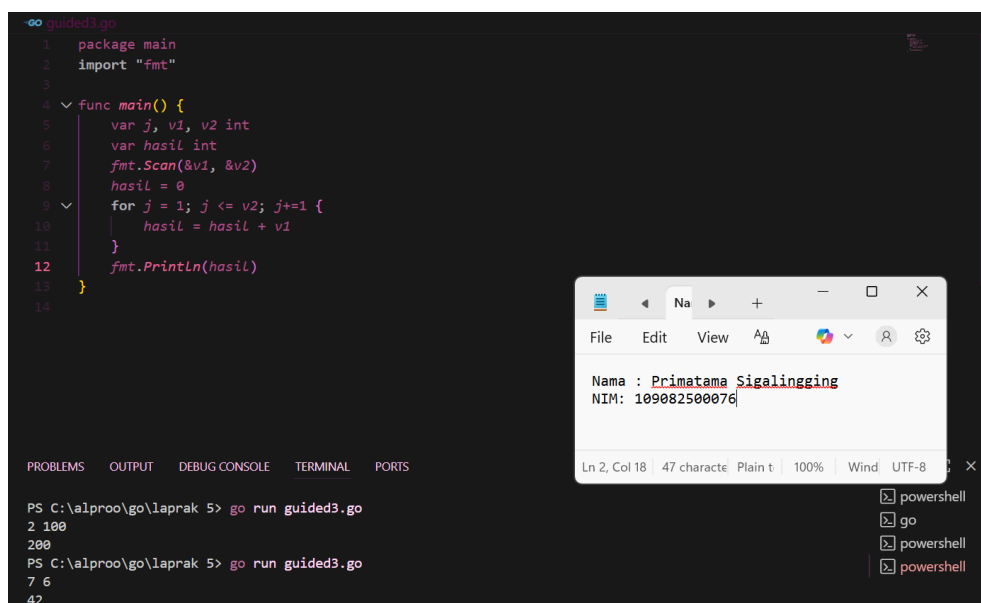 GO guided3.go
1 package main
2 import "fmt"
3
4 func main() {
5 var j, v1, v2 int
6 var hasil int
7 fmt.Scan(&v1, &v2)
8 hasil = 0
9 for j = 1; j <= v2; j+=1 {
10 hasil = hasil + v1
11 }
12 fmt.Println(hasil)
13 }
14
Na
File Edit View
Nama : Primatama Sigalingging
NIM: 109082500076
Ln 2, Col 18 47 characte Plain t 100% Wind UTF-8
PROBLEMS OUTPUT DEBUG CONSOLE TERMINAL PORTS
PS C:\alproo\go\laprak 5> go run guided3.go
2 100
200
PS C:\alproo\go\laprak 5> go run guided3.go
7 6
42
powershell
go
powershell
powershell